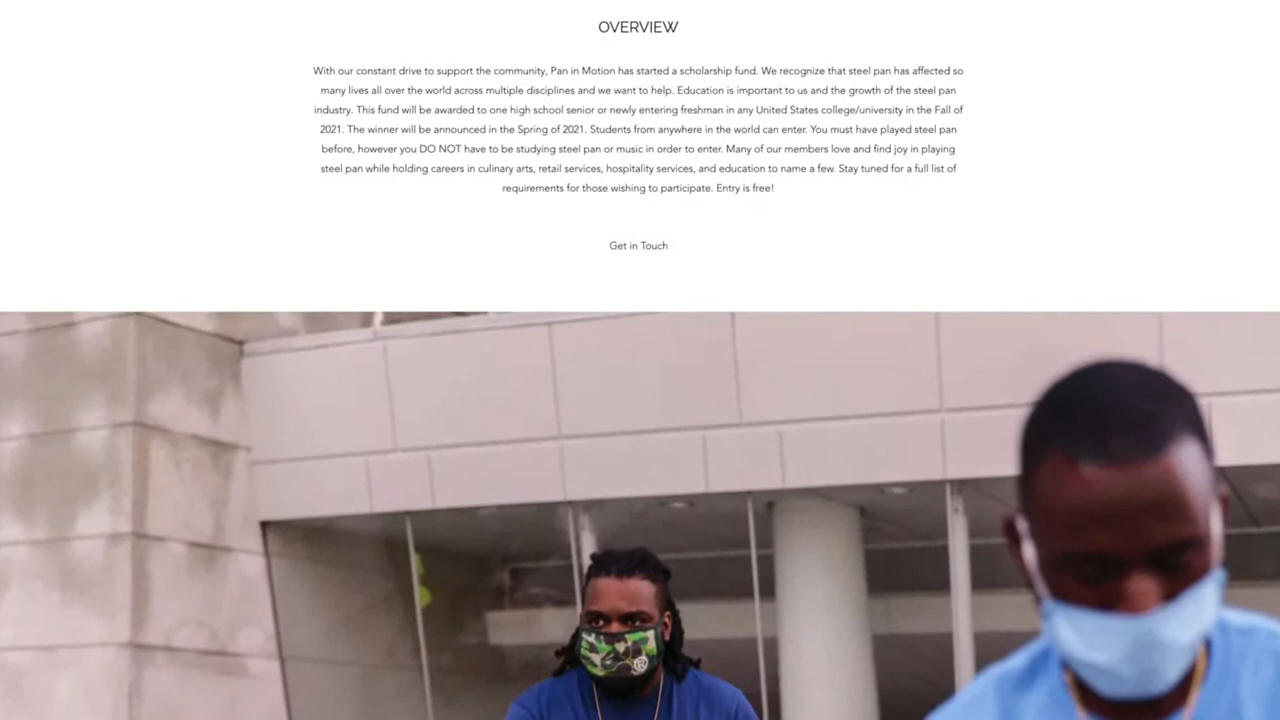 OVERVIEW
With our constant drive to support the community, Pan in Motion has started a scholarship fund. We recognize that steel pan has affected so
many lives all over the world across multiple disciplines and we want to help. Education is important to us and the growth of the steel pan
industry. This fund will be awarded to one high school senior or newly entering freshman in any United States college/university in the Fall of
2021. The winner will be announced in the Spring of 2021. Students from anywhere in the world can enter. You must have played steel pan
before, however you DO NOT have to be studying steel pan or music in order to enter. Many of our members love and find joy in playing
steel pan while holding careers in culinary arts, retail services, hospitality services, and education to name a few. Stay tuned for a full list of
requirements for those wishing to participate. Entry is free!
Get in Touch
®